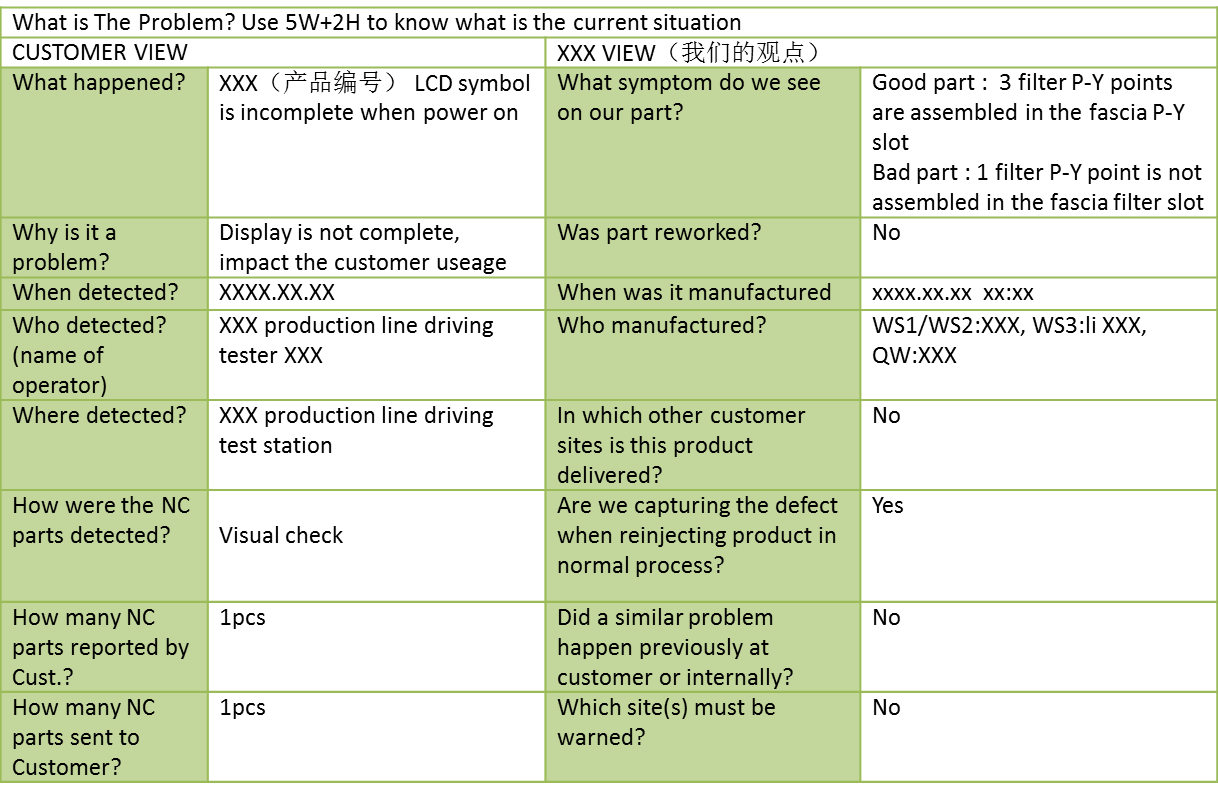 What is The Problem? Use 5W+2H to know what is the current situation
CUSTOMER VIEW
XXX VIEW（我们的观点）
What happened?
XXX（产品编号） LCD symbol
is incomplete when power on
What symptom do we see
on our part?
Good part： 3 filter P-Y points
are assembled in the fascia P-Y
slot
Bad part : 1 filter P-Y point is not
assembled in the fascia filter slot
Why is it a
problem?
Display is not complete,
impact the customer useage
Was part reworked?
No
When detected?
XXXX.XX.XX
When was it manufactured
xxxx.xx.xx xx:xx
Who detected?
(name of
operator)
XXX production line driving
tester XXX
Who manufactured?
WS1/WS2:XXX, WS3:li XXX,
QW:XXX
Where detected?
XXX production line driving
test station
In which other customer
sites is this product
delivered?
No
How were the NC
parts detected?
Visual check
Are we capturing the defect
when reinjecting product in
normal process?
Yes
How many NC
parts reported by
Cust.?
1pcs
Did a similar problem
happen previously at
customer or internally?
No
How many NC
parts sent to
Customer?
1pcs
Which site(s) must be
warned?
No